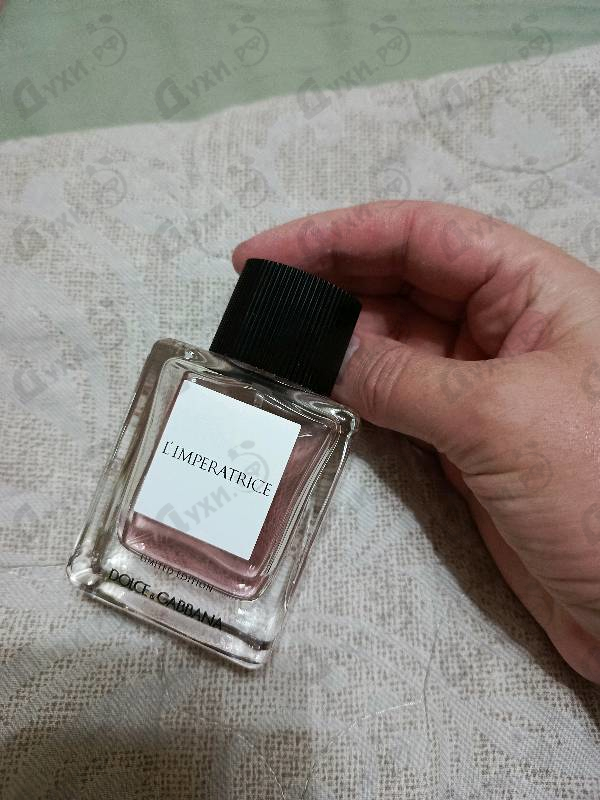 Духи.рф
L'IMPERATRICE
LIMITED EDITION
DOLCE & GABBANA